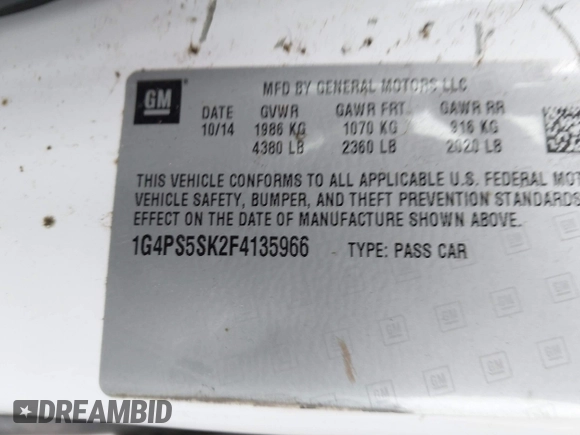 GM
MFD BY GENERAL MOTORS LLC
DATE GVWR GAWR FRT. GAWR RR
10/14 1986 KG 1070 KG 916 KG
4380 LB 2360 LB 2020 LB
THIS VEHICLE CONFORMS TO ALL APPLICABLE U.S. FEDERAL MOT
VEHICLE SAFETY, BUMPER, AND THEFT PREVENTION STANDARDS
EFFECT ON THE DATE OF MANUFACTURE SHOWN ABOVE.
1G4PS5SK2F4135966 TYPE: PASS CAR
DREAMBID